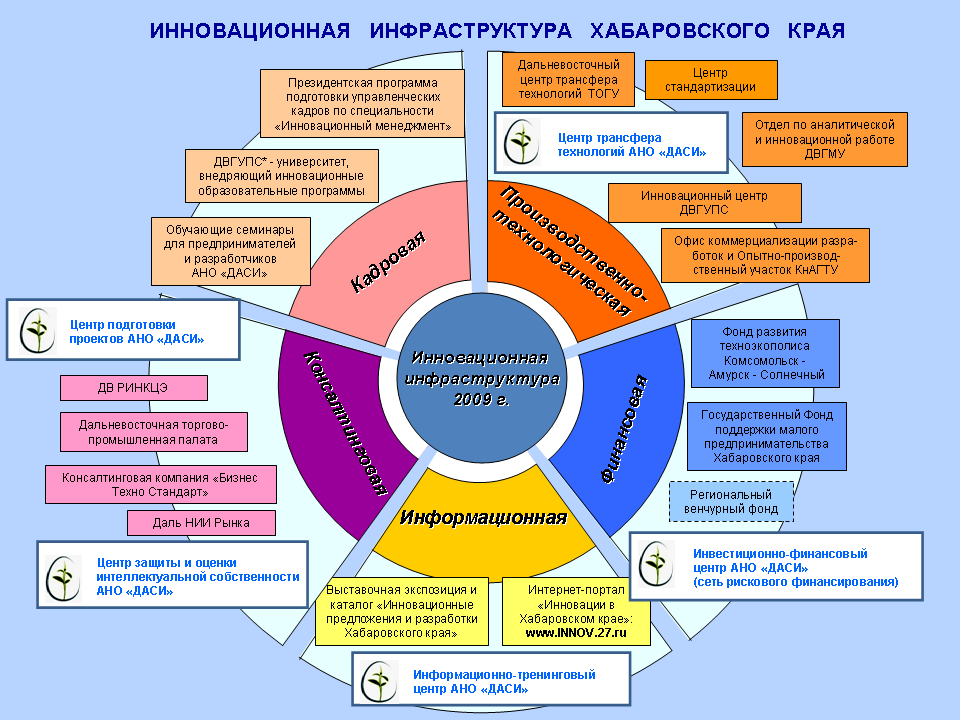 ИННОВАЦИОННАЯ ИНФРАСТРУКТУРА ХАБАРОВСКОГО КРАЯ
Президентская программа
подготовки управленческих
кадров по специальности
«Инновационный менеджмент»
ДВГУПС* - университет,
внедряющий инновационные
образовательные программы
Обучающие семинары
для предпринимателей
и разработчиков
АНО «ДАСИ»
Кадровая
Дальневосточный
центр трансфера
технологий ТОГУ
Центр
стандартизации
Центр трансфера
технологий АНО «ДАСИ»
Отдел по аналитической
и инновационной работе
ДВГМУ
Инновационный центр
ДВГУПС
Офис коммерциализации разра-
боток и Опытно-производ-
ственный участок КнАГТУ
Производственно-
технологическая
Инновационная
инфраструктура
2009 г.
Центр подготовки
проектов АНО «ДАСИ»
ДВ РИНКЦЭ
Дальневосточная торгово-
промышленная палата
Консалтинговая компания «Бизнес
Техно Стандарт»
Даль НИИ Рынка
Центр защиты и оценки
интеллектуальной собственности
АНО «ДАСИ»
Консалтинговая
Фонд развития
техноэкополиса
Комсомольск -
Амурск - Солнечный
Государственный Фонд
поддержки малого
предпринимательства
Хабаровского края
Региональный
венчурный фонд
Инвестиционно-финансовый
центр АНО «ДАСИ»
(сеть рискового финансирования)
Финансовая
Информационная
Выставочная экспозиция и
каталог «Инновационные
предложения и разработки
Хабаровского края»
Интернет-портал
«Инновации в
Хабаровском крае»:
www.INNOV.27.ru
Информационно-тренинговый
центр АНО «ДАСИ»